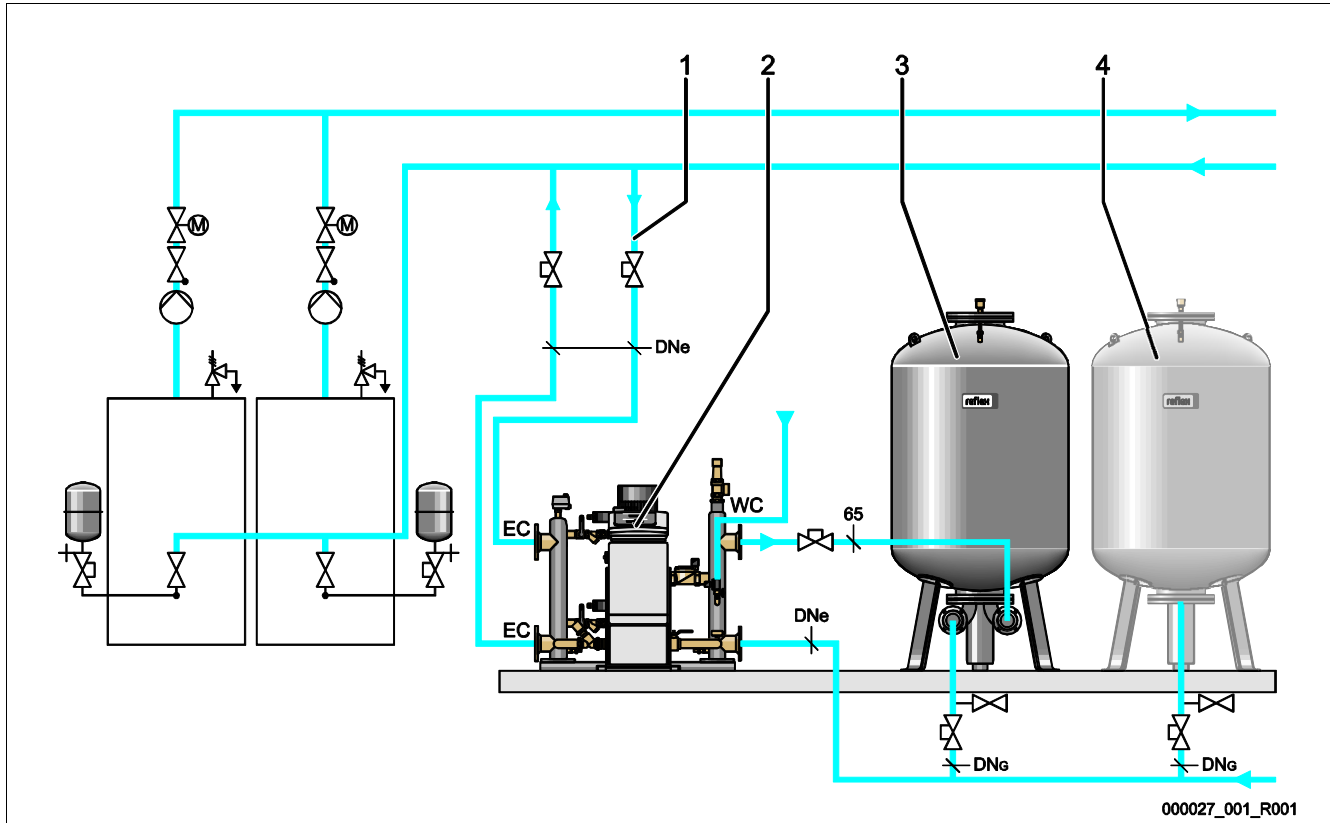 1
2
3
4
M
M
DNe
reflex
reflex
WC
EC
65
DNe
EC
DNG
DNG
000027_001_R001